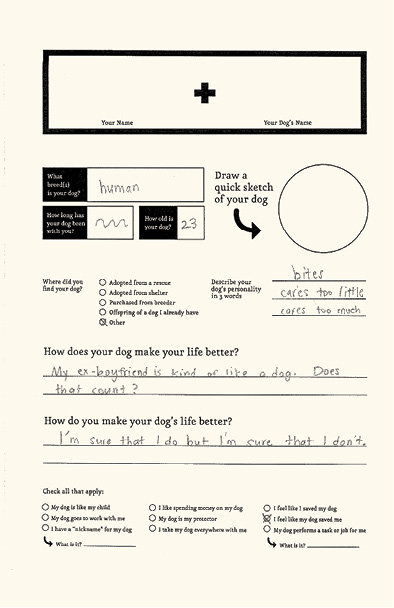 Your Name
Your Dog's Name
What
breed(s)
is your dog?
human
How long has
your dog been
with you?
How old is
your dog?
23
Draw a
quick sketch
of your dog
Where did you
find your dog?
Adopted from a rescue
Adopted from shelter
Purchased from breeder
Offspring of a dog I already have
Other
Describe your
dog's personality
in 3 words
bites
cares too little
cares too much
How does your dog make your life better?
My ex-boyfriend is kind of like a dog. Does
that count?
How do you make your dog's life better?
I'm sure that I do but I'm sure that I don't.
Check all that apply:
My dog is like my child
My dog goes to work with me
I have a "nickname" for my dog
What is it?
I like spending money on my dog
My dog is my protector
I take my dog everywhere with me
I feel like I saved my dog
I feel like my dog saved me
My dog performs a task or job for me
What is it?